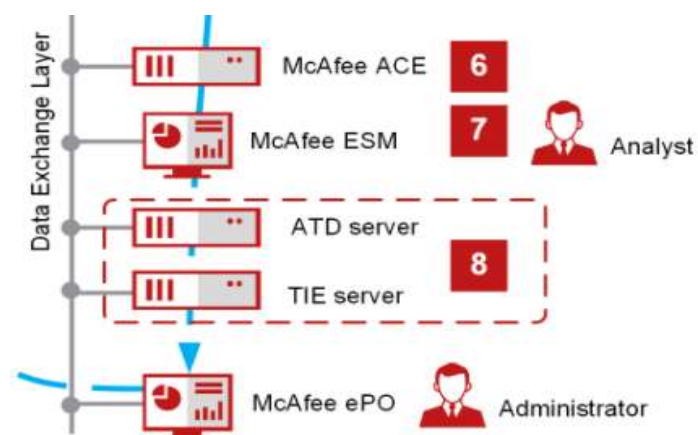 Data Exchange Layer
McAfee ACE
6
McAfee ESM
7
Analyst
ATD server
8
TIE server
McAfee ePO
Administrator